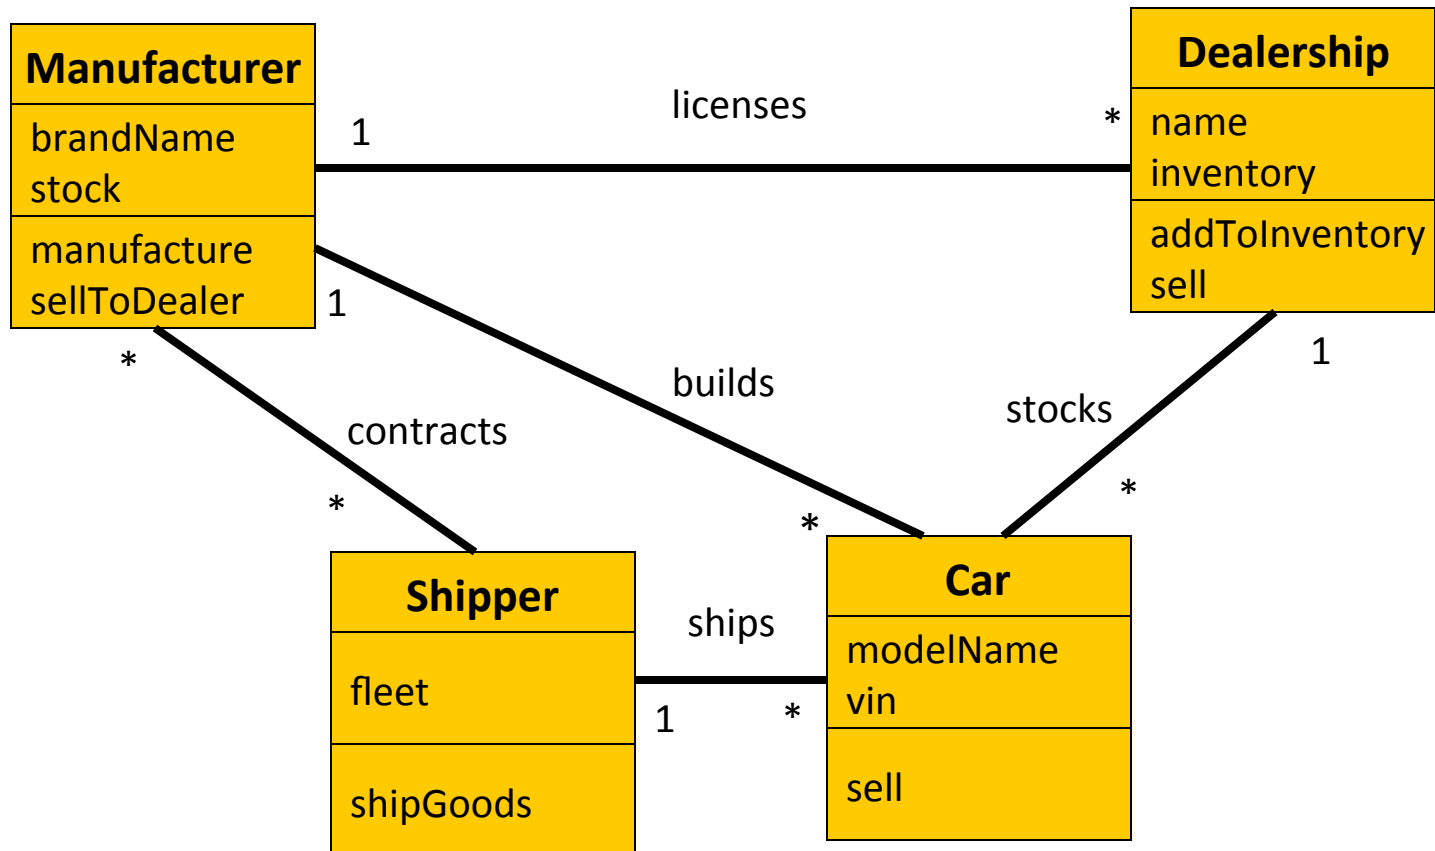 Manufacturer
brandName
stock
manufacture
sellToDealer
licenses
1
*
Dealership
name
inventory
addToInventory
sell
1
*
builds
stocks
1
contracts
*
*
*
Shipper
fleet
shipGoods
ships
1
*
Car
modelName
vin
sell